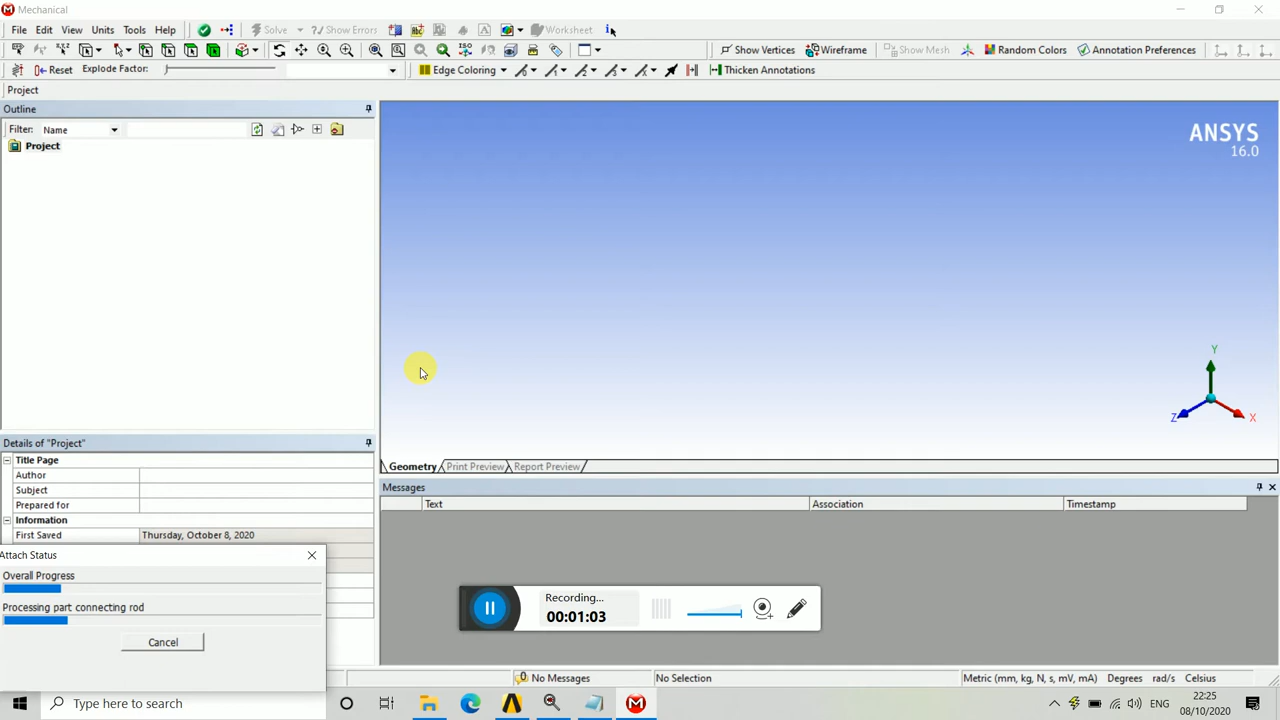 Mechanical
File Edit View Units Tools Help Solve ?/ Show Errors Worksheet
Show Vertices Wireframe Show Mesh Random Colors Annotation Preferences
Reset Explode Factor: Edge Coloring Thicken Annotations
Project
Outline
Filter: Name
Project
ANSYS
16.0
Y
Z
X
Geometry Print Preview Report Preview
Details of "Project"
Title Page
Author
Subject
Prepared for
Information
First Saved Thursday, October 8, 2020
Messages
Text Association Timestamp
Attach Status
Overall Progress
Processing part connecting rod
Cancel
Recording...
00:01:03
0 No Messages No Selection Metric (mm, kg, N, s, mV, mA) Degrees rad/s Celsius
Type here to search
ENG
22:25
08/10/2020